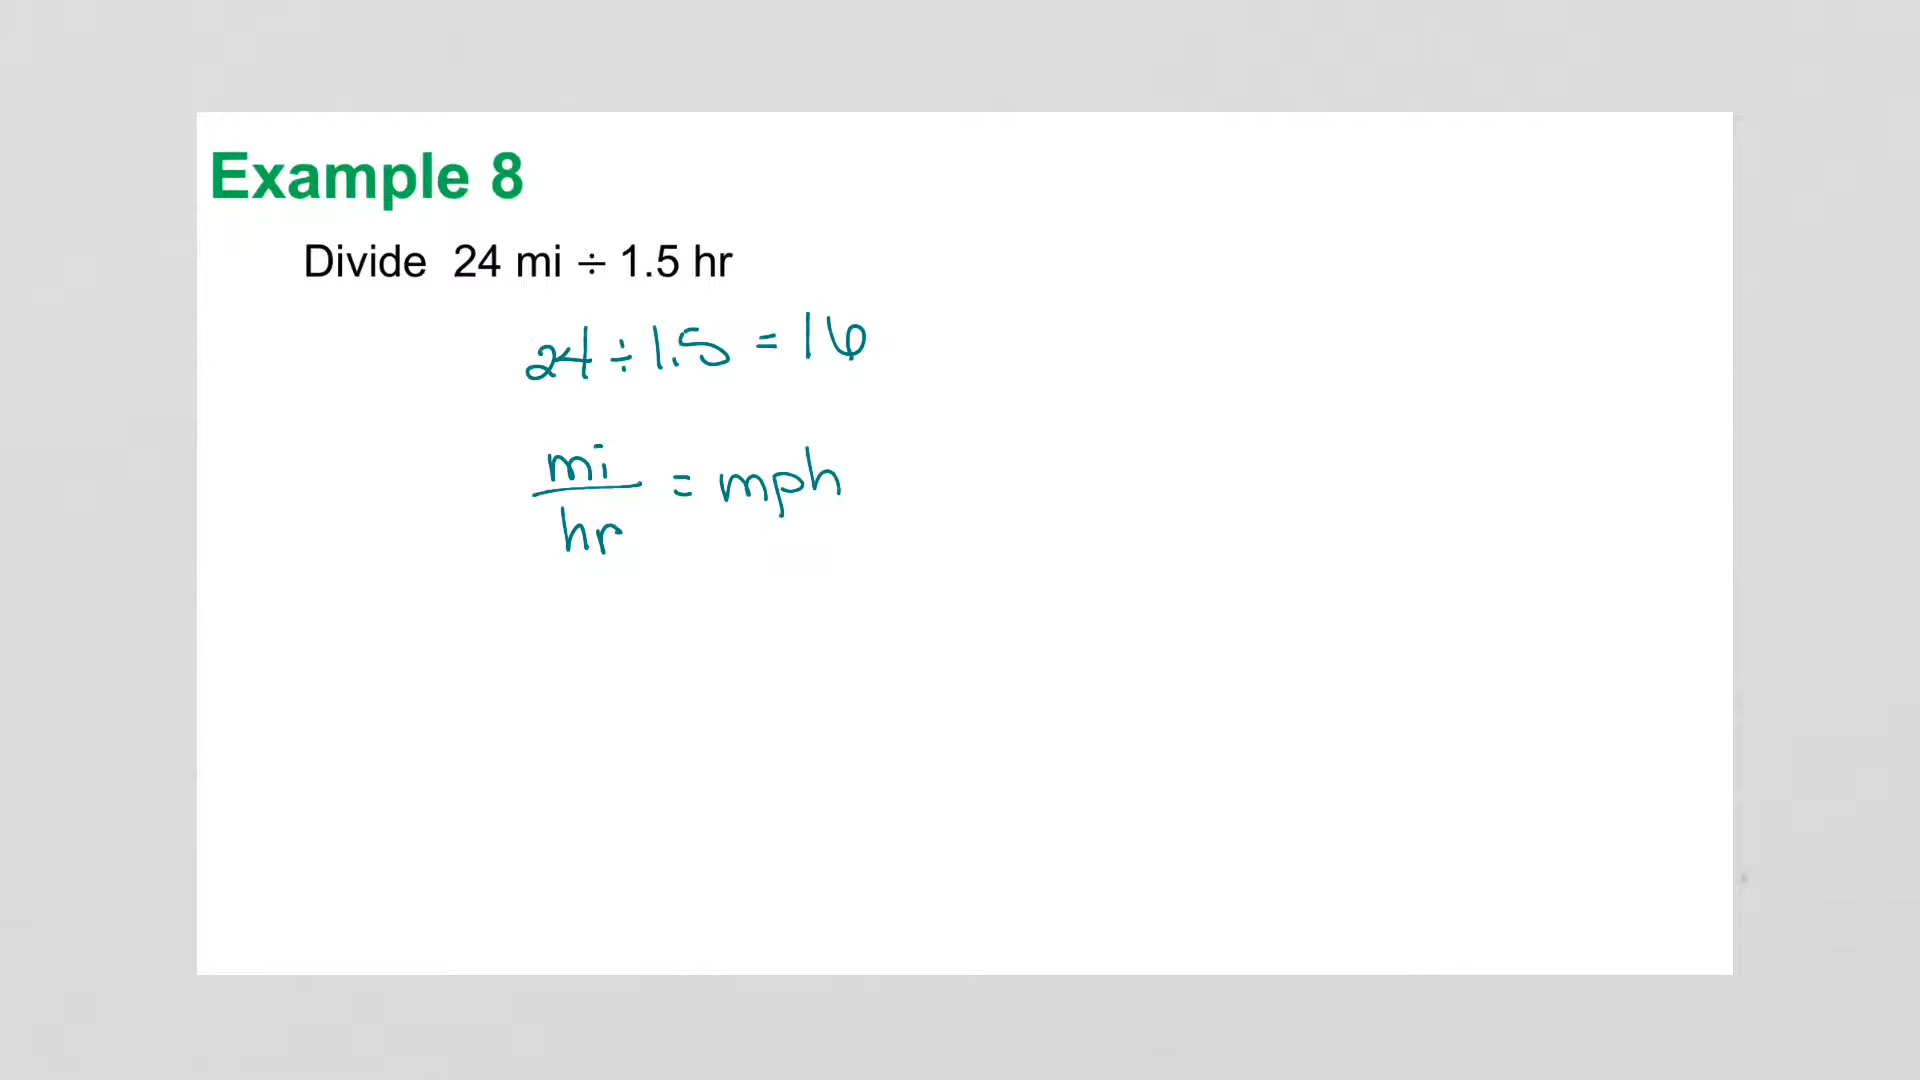 Example 8
Divide 24 mi ÷ 1.5 hr
24 ÷ 1.5 = 16
mi
hr = mph